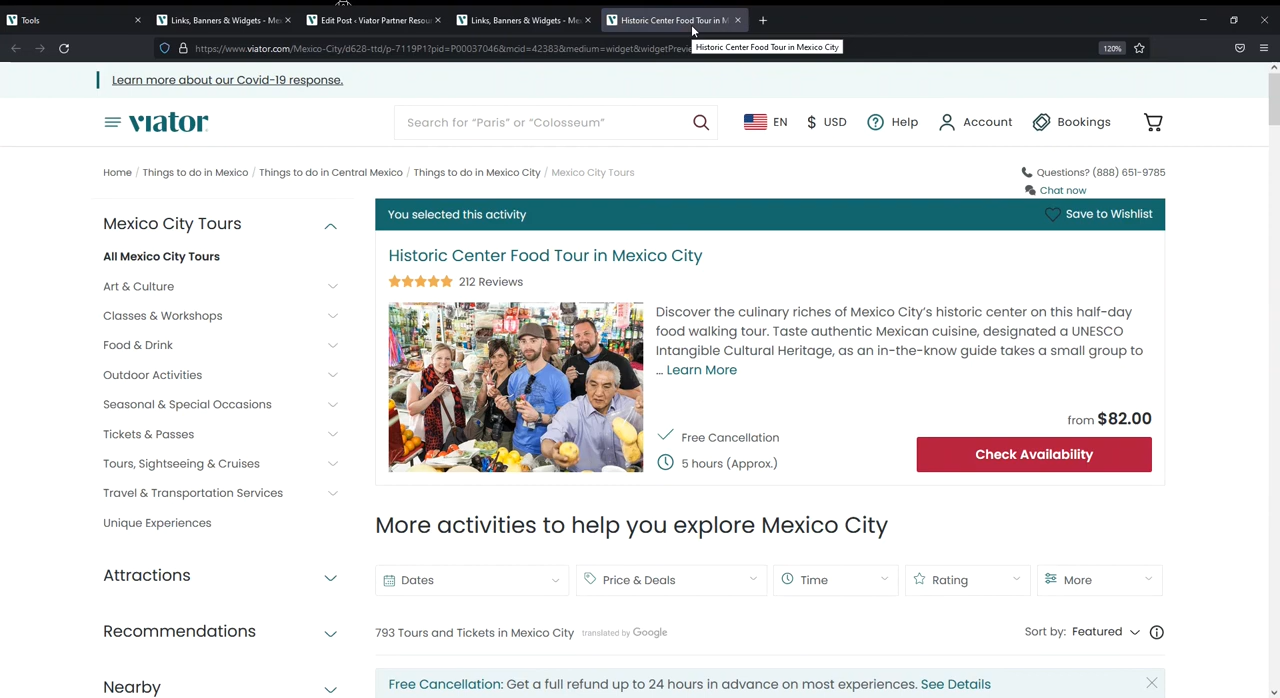 Tools
Links, Banners & Widgets - Me
Edit Post ‹ Viator Partner Resou
Links, Banners & Widgets - Me
Historic Center Food Tour in M
https://www.viator.com/Mexico-City/d628-ttd/p-7119P1?pid=P00037046&mcid=42383&medium=widget&widgetPrevie
120%
Historic Center Food Tour in Mexico City
Learn more about our Covid-19 response.
viator
Search for “Paris” or “Colosseum”
EN
$ USD
Help
Account
Bookings
Home / Things to do in Mexico / Things to do in Central Mexico / Things to do in Mexico City / Mexico City Tours
Questions? (888) 651-9785
Chat now
Mexico City Tours
All Mexico City Tours
Art & Culture
Classes & Workshops
Food & Drink
Outdoor Activities
Seasonal & Special Occasions
Tickets & Passes
Tours, Sightseeing & Cruises
Travel & Transportation Services
Unique Experiences
Attractions
Recommendations
Nearby
You selected this activity
Save to Wishlist
Historic Center Food Tour in Mexico City
212 Reviews
Discover the culinary riches of Mexico City’s historic center on this half-day
food walking tour. Taste authentic Mexican cuisine, designated a UNESCO
Intangible Cultural Heritage, as an in-the-know guide takes a small group to
... Learn More
Free Cancellation
5 hours (Approx.)
from $82.00
Check Availability
More activities to help you explore Mexico City
Dates
Price & Deals
Time
Rating
More
793 Tours and Tickets in Mexico City translated by Google
Sort by: Featured
Free Cancellation: Get a full refund up to 24 hours in advance on most experiences. See Details